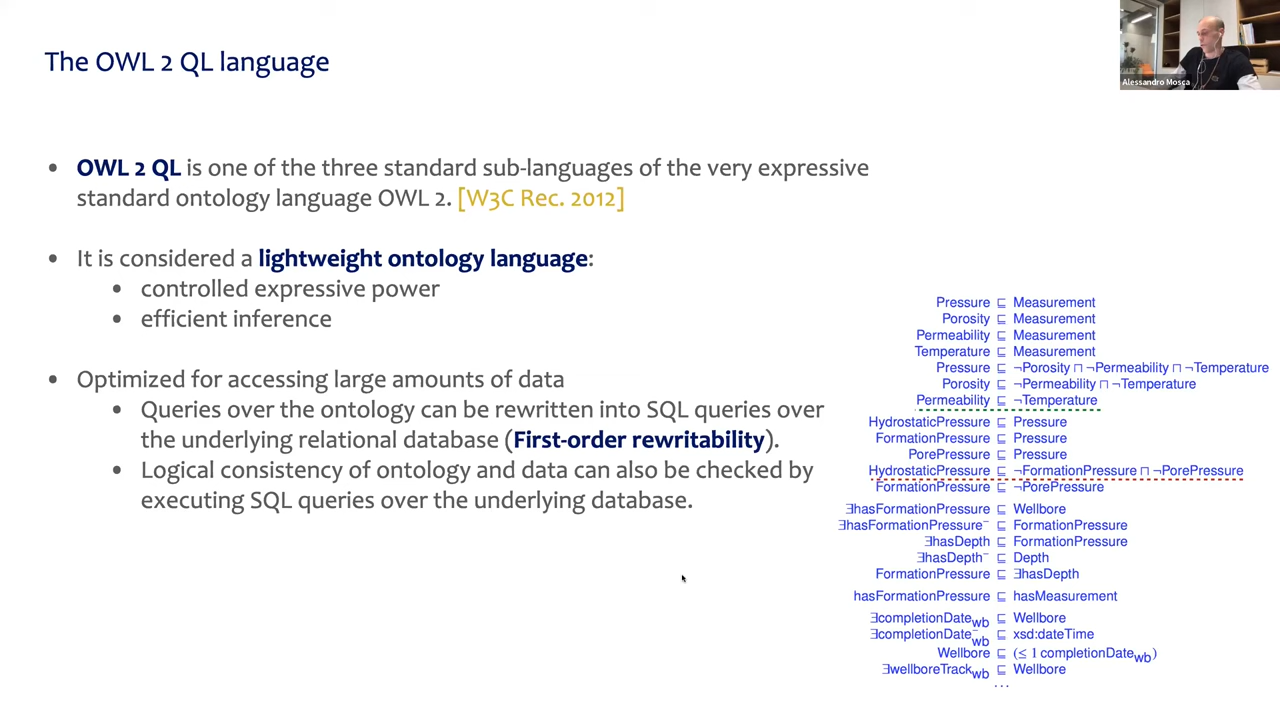 The OWL 2 QL language
Alessandro Mosca
• OWL 2 QL is one of the three standard sub-languages of the very expressive
standard ontology language OWL 2. [W3C Rec. 2012]
• It is considered a lightweight ontology language:
• controlled expressive power
• efficient inference
• Optimized for accessing large amounts of data
• Queries over the ontology can be rewritten into SQL queries over
the underlying relational database (First-order rewritability).
• Logical consistency of ontology and data can also be checked by
executing SQL queries over the underlying database.
Pressure ⊑ Measurement
Porosity ⊑ Measurement
Permeability ⊑ Measurement
Temperature ⊑ Measurement
Pressure ⊑ ¬Porosity ⊓ ¬Permeability ⊓ ¬Temperature
Porosity ⊑ ¬Permeability ⊓ ¬Temperature
Permeability ⊑ ¬Temperature
HydrostaticPressure ⊑ Pressure
FormationPressure ⊑ Pressure
PorePressure ⊑ Pressure
HydrostaticPressure ⊑ ¬FormationPressure ⊓ ¬PorePressure
FormationPressure ⊑ ¬PorePressure
∃hasFormationPressure ⊑ Wellbore
∃hasFormationPressure⁻ ⊑ FormationPressure
∃hasDepth ⊑ FormationPressure
∃hasDepth⁻ ⊑ Depth
FormationPressure ⊑ ∃hasDepth
hasFormationPressure ⊑ hasMeasurement
∃completionDate_wb ⊑ Wellbore
∃completionDate⁻_wb ⊑ xsd:dateTime
Wellbore ⊑ (≤ 1 completionDate_wb)
∃wellboreTrack_wb ⊑ Wellbore
...